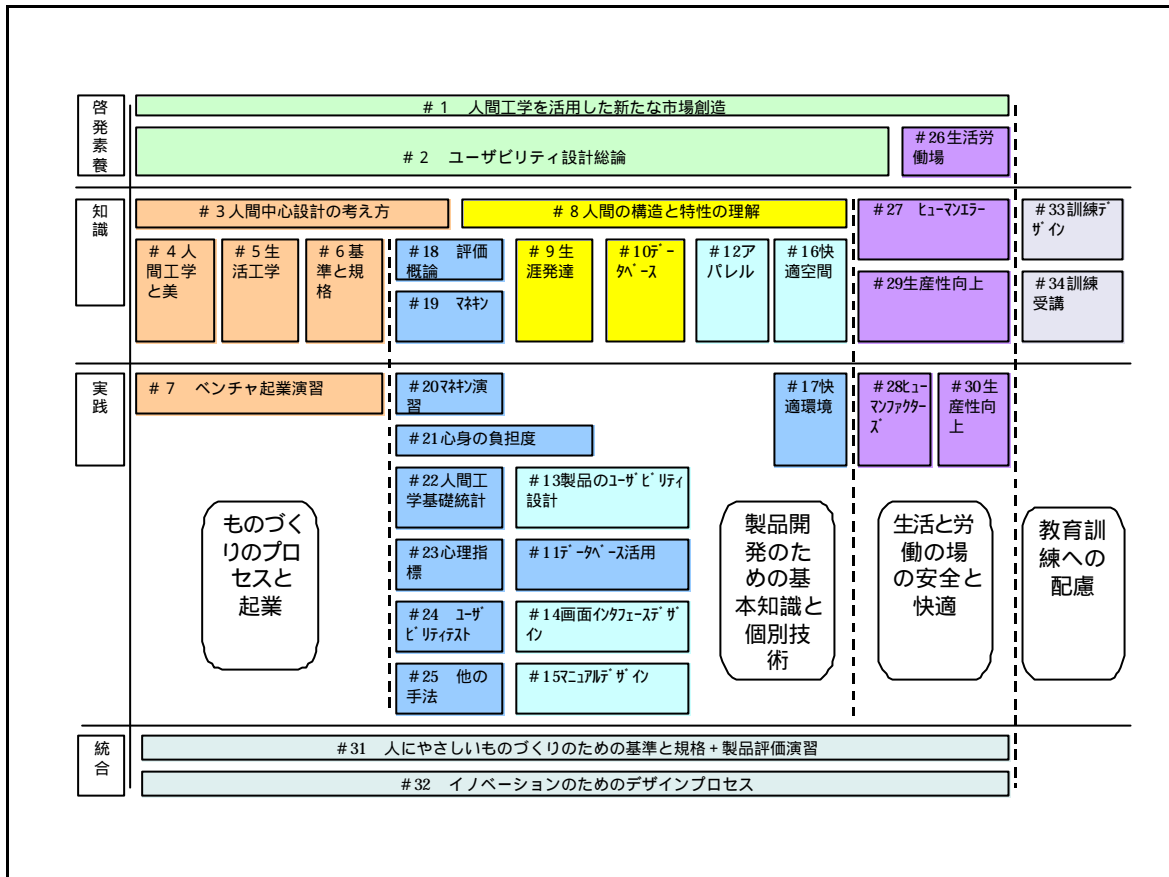 啓発素養
# 1 人間工学を活用した新たな市場創造
# 2 ユーザビリティ設計総論
# 26生活労
働場
知識
# 3人間中心設計の考え方
# 8人間の構造と特性の理解
# 27 ﾋｭｰﾏﾝｴﾗｰ
# 33訓練ﾃﾞ
ｻﾞｲﾝ
# 4人
間工学
と美
# 5生
活工学
# 6基
準と規
格
# 18 評価
概論
# 19 ﾏﾈｷﾝ
# 9生
涯発達
# 10ﾃﾞｰ
ﾀﾍﾞｰｽ
# 12ア
パレル
# 16快
適空間
# 29生産性向上
# 34訓練
受講
実践
# 7 ベンチャ起業演習
# 20ﾏﾈｷﾝ演
習
# 17快
適環境
# 28ﾋｭｰ
ﾏﾝﾌｧｸﾀｰ
ｽﾞ
# 30生
産性向
上
# 21心身の負担度
# 22人間工
学基礎統計
# 13製品のﾕｰｻﾞﾋﾞﾘﾃｨ
設計
# 23心理指
標
# 11ﾃﾞｰﾀﾍﾞｰｽ活用
# 24 ﾕｰｻﾞ
ﾋﾞﾘﾃｨﾃｽﾄ
# 14画面ｲﾝﾀﾌｪｰｽﾃﾞｻﾞ
ｲﾝ
# 25 他の
手法
# 15ﾏﾆｭｱﾙﾃﾞｻﾞｲﾝ
ものづく
りのプロ
セスと
起業
製品開
発のた
めの基
本知識と
個別技
術
生活と労
働の場
の安全と
快適
教育訓
練への
配慮
統合
# 31 人にやさしいものづくりのための基準と規格+製品評価演習
# 32 イノベーションのためのデザインプロセス